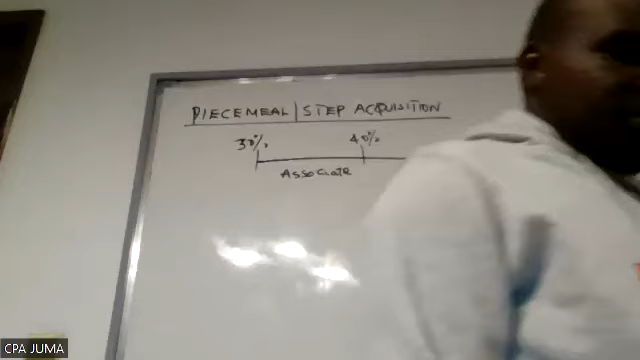 PIECEMEAL | STEP ACQUISITION
30% 40%
ASSOCIATE
CPA JUMA